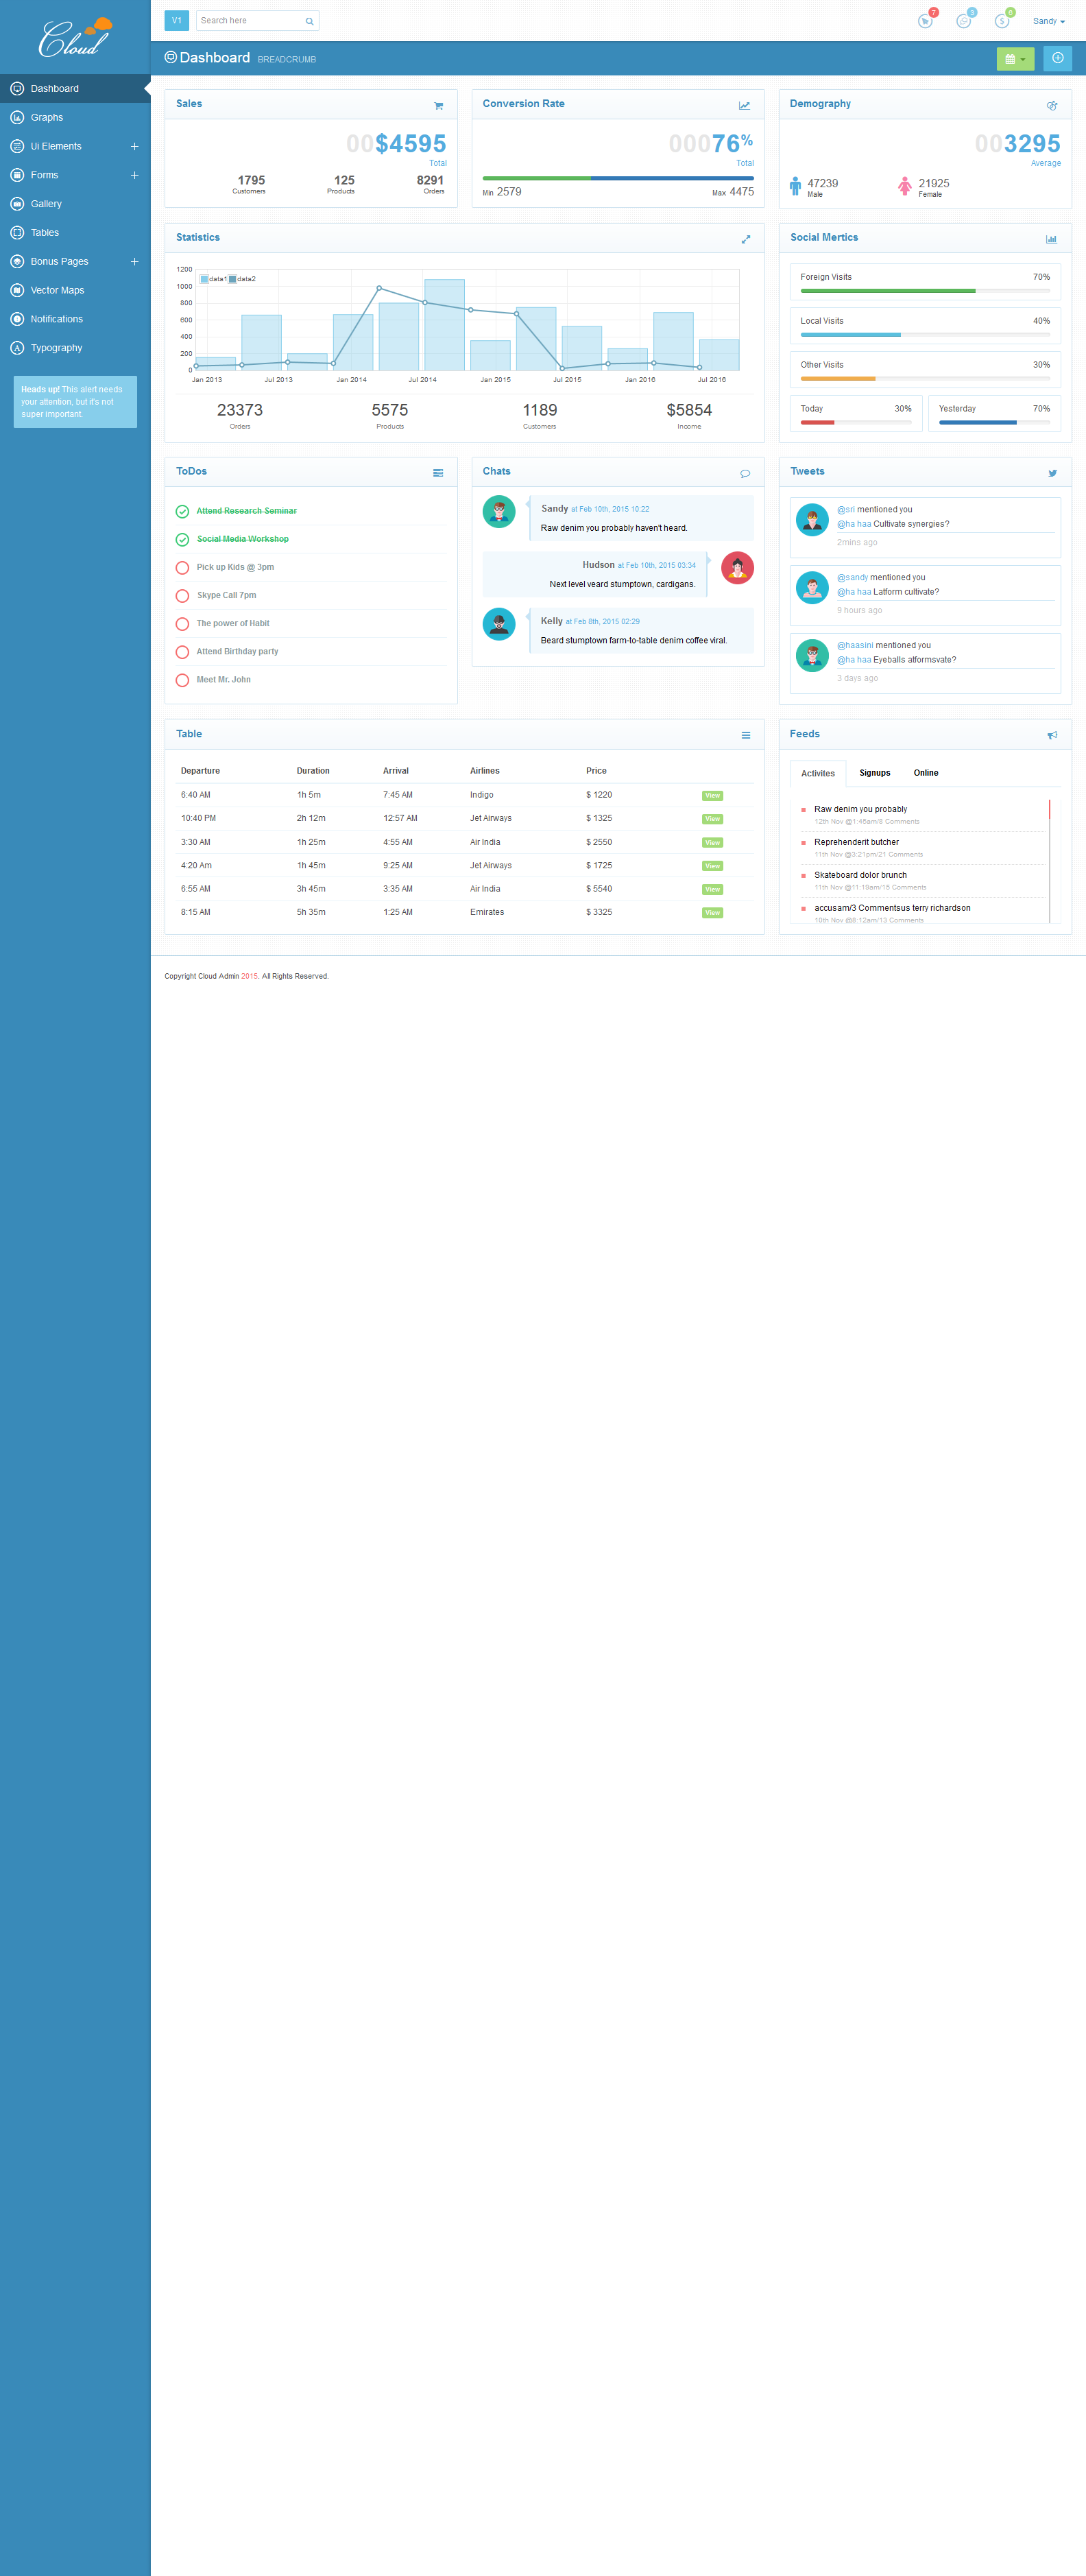 Cloud
Dashboard
Graphs
Ui Elements
Forms
Gallery
Tables
Bonus Pages
Vector Maps
Notifications
Typography
Heads up! This alert needs
your attention, but it's not
super important.
V1
Search here
7
3
Sandy
Dashboard BREADCRUMB
Sales
00$4595
Total
1795 125 8291
Customers Products Orders
Conversion Rate
00076%
Total
Min 2579 Max 4475
Demography
003295
Average
47239 21925
Male Female
Statistics
1200
1000
800
600
400
200
0
data1 data2
Jan 2013 Jul 2013 Jan 2014 Jul 2014 Jan 2015 Jul 2015 Jan 2016 Jul 2016
23373 5575 1189 $5854
Orders Products Customers Income
Social Mertics
Foreign Visits 70%
Local Visits 40%
Other Visits 30%
Today 30% Yesterday 70%
ToDos
Attend Research Seminar
Social Media Workshop
Pick up Kids @ 3pm
Skype Call 7pm
The power of Habit
Attend Birthday party
Meet Mr. John
Chats
Sandy at Feb 10th, 2015 10:22
Raw denim you probably haven't heard.
Hudson at Feb 10th, 2015 03:34
Next level veard stumptown, cardigans.
Kelly at Feb 8th, 2015 02:29
Beard stumptown farm-to-table denim coffee viral.
Tweets
@sri mentioned you
@ha haa Cultivate synergies?
2mins ago
@sandy mentioned you
@ha haa Latform cultivate?
9 hours ago
@haasini mentioned you
@ha haa Eyeballs atformsvate?
3 days ago
Table
Departure Duration Arrival Airlines Price
6:40 AM 1h 5m 7:45 AM Indigo $ 1220 View
10:40 PM 2h 12m 12:57 AM Jet Airways $ 1325 View
3:30 AM 1h 25m 4:55 AM Air India $ 2550 View
4:20 Am 1h 45m 9:25 AM Jet Airways $ 1725 View
6:55 AM 3h 45m 3:35 AM Air India $ 5540 View
8:15 AM 5h 35m 1:25 AM Emirates $ 3325 View
Feeds
Activites Signups Online
Raw denim you probably
12th Nov @1:45am/8 Comments
Reprehenderit butcher
11th Nov @3:21pm/21 Comments
Skateboard dolor brunch
11th Nov @11:19am/15 Comments
accusam/3 Commentsus terry richardson
10th Nov @8:12am/13 Comments
Copyright Cloud Admin 2015. All Rights Reserved.